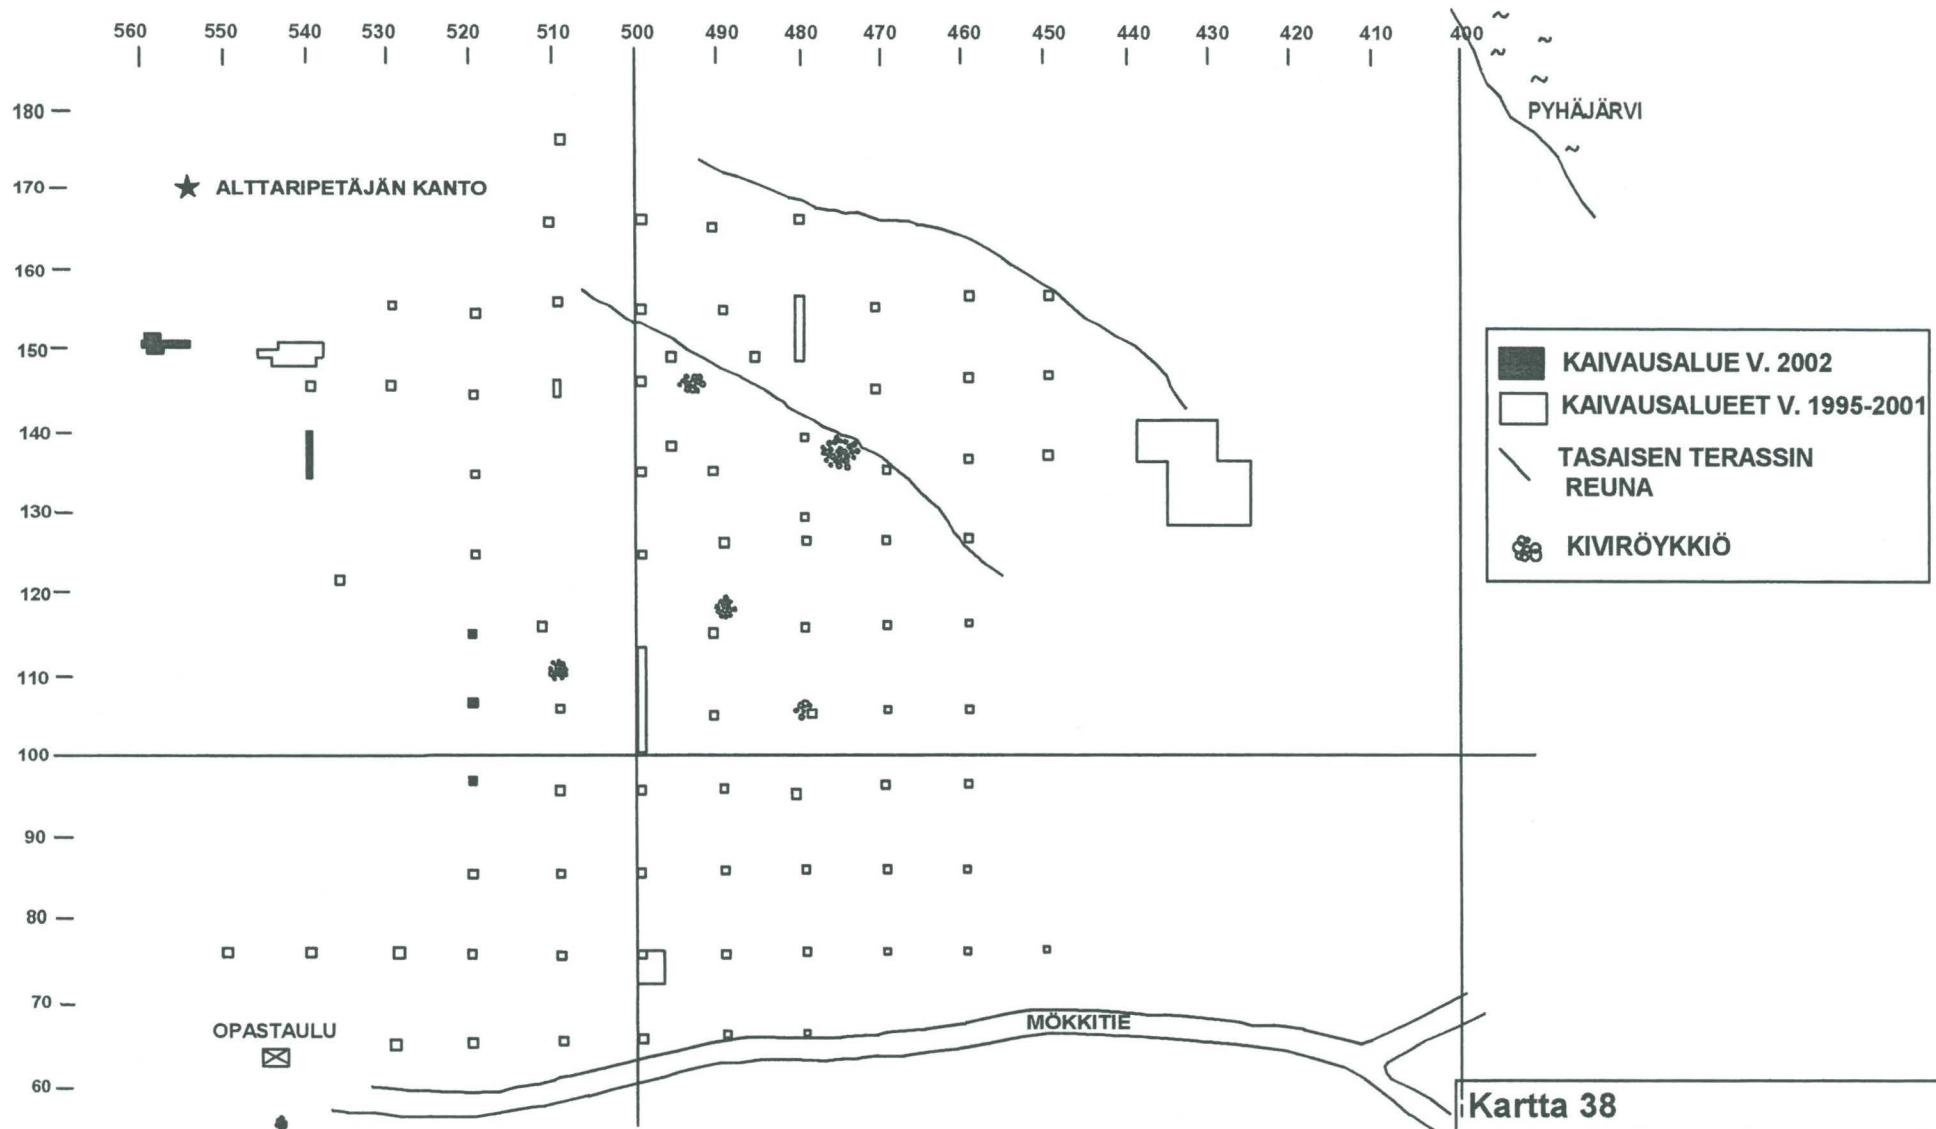 560 550 540 530 520 510 500 490 480 470 460 450 440 430 420 410 400
180
PYHÄJÄRVI
170
ALTTARIPETÄJÄN KANTO
160
150
KAIVAUSALUE V. 2002
KAIVAUSALUEET V. 1995-2001
140
TASAISEN TERASSIN
REUNA
130
KIVIRÖYKKIÖ
120
110
100
90
80
70
MÖKKITIE
OPASTAULU
60
Kartta 38